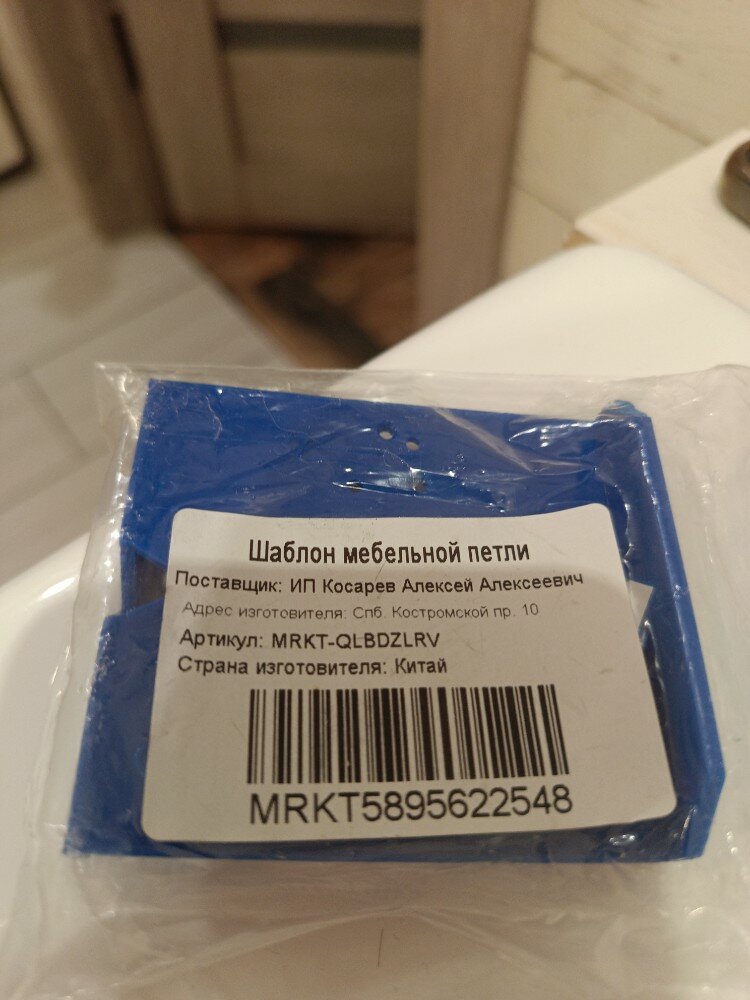 Шаблон мебельной петли
Поставщик: ИП Косарев Алексей Алексеевич
Адрес изготовителя: Спб. Костромской пр. 10
Артикул: MRKT-QLBDZLRV
Страна изготовителя: Китай
MRKT5895622548